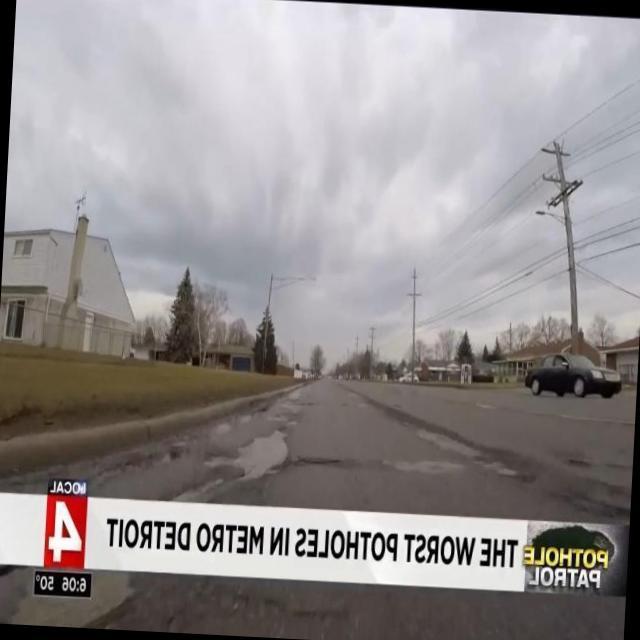 LOCAL
4
THE WORST POTHOLES IN METRO DETROIT
POTHOLE
PATROL
6:06 50°